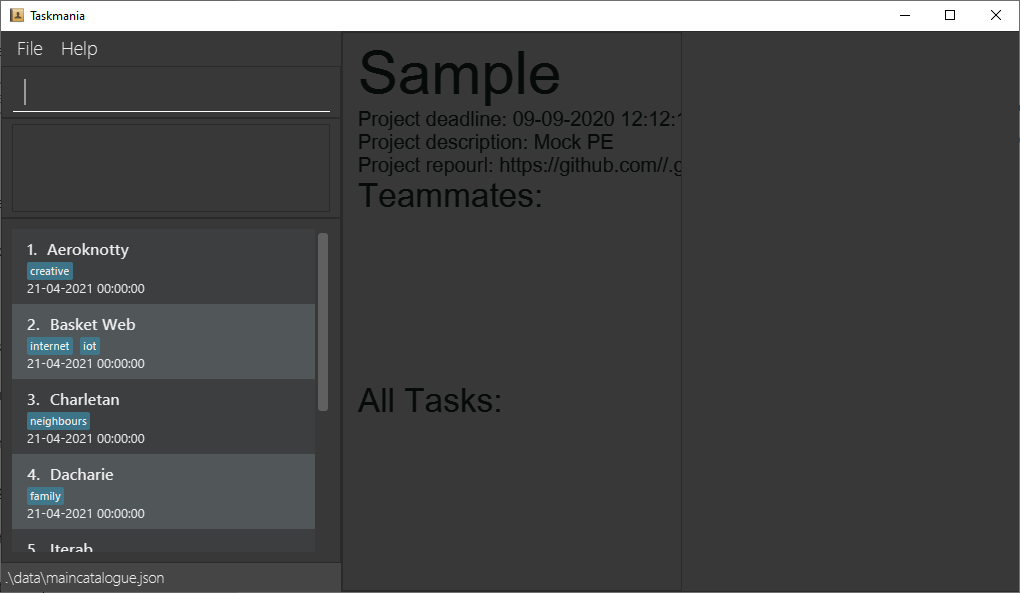 Taskmania
File Help
1. Aeroknotty
creative
21-04-2021 00:00:00
2. Basket Web
internet iot
21-04-2021 00:00:00
3. Charletan
neighbours
21-04-2021 00:00:00
4. Dacharie
family
21-04-2021 00:00:00
5. Iterab
.\data\maincatalogue.json
Sample
Project deadline: 09-09-2020 12:12:
Project description: Mock PE
Project repourl: https://github.com//.g
Teammates:
All Tasks: